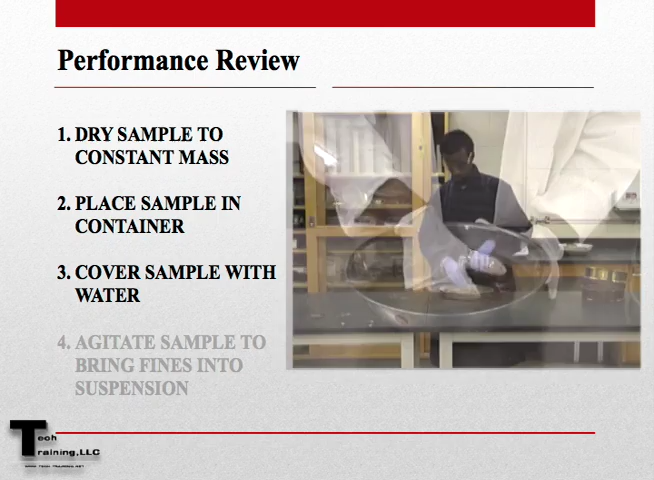 Performance Review
1. DRY SAMPLE TO
CONSTANT MASS
2. PLACE SAMPLE IN
CONTAINER
3. COVER SAMPLE WITH
WATER
4. AGITATE SAMPLE TO
BRING FINES INTO
SUSPENSION
Tech
Training,LLC